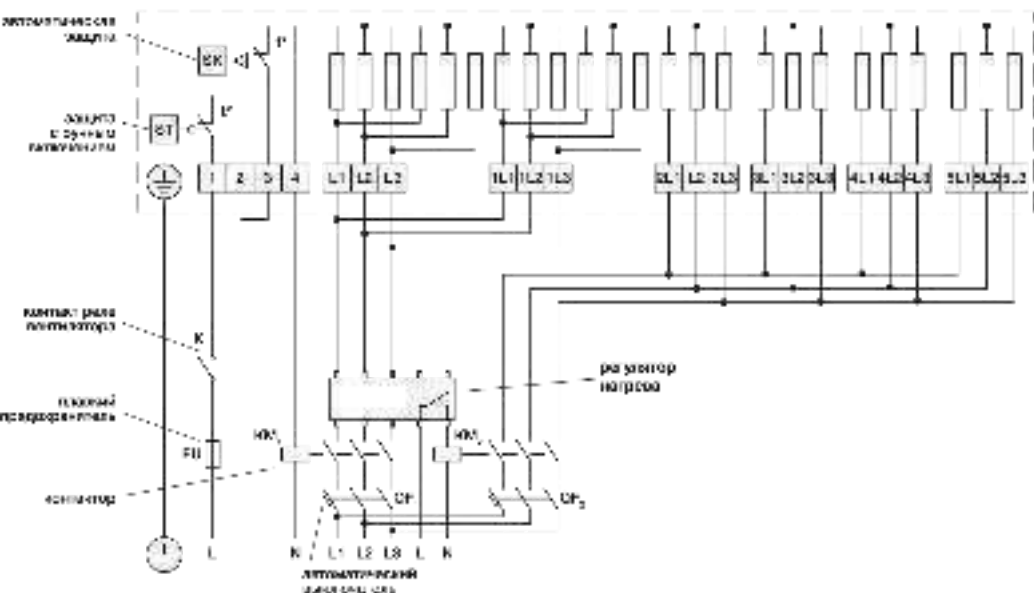 автоматическая
защита
SK
t°
защита
с ручным
включением
ST
t°
1 2 3 4 L1 L2 L3 1L1 1L2 1L3 2L1 L2 2L3 3L1 3L2 3L3 4L1 4L2 4L3 5L1 5L2 5L3
контакт реле
вентилятора
K
регулятор
нагрева
плавкий
предохранитель
FU
KM
KM
контактор
QF
QF
L N L1 L2 L3 L N
автоматический
выключатель